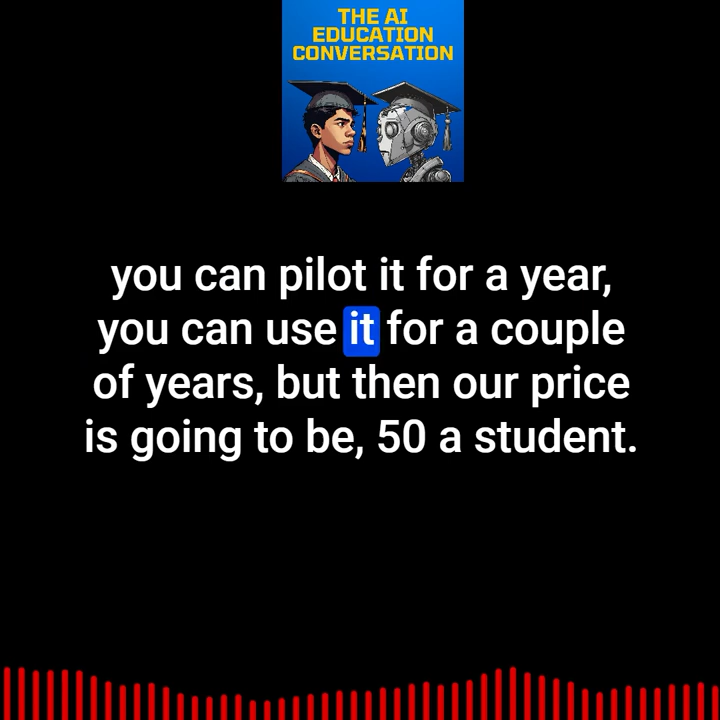 THE AI
EDUCATION
CONVERSATION
you can pilot it for a year,
you can use it for a couple
of years, but then our price
is going to be, 50 a student.